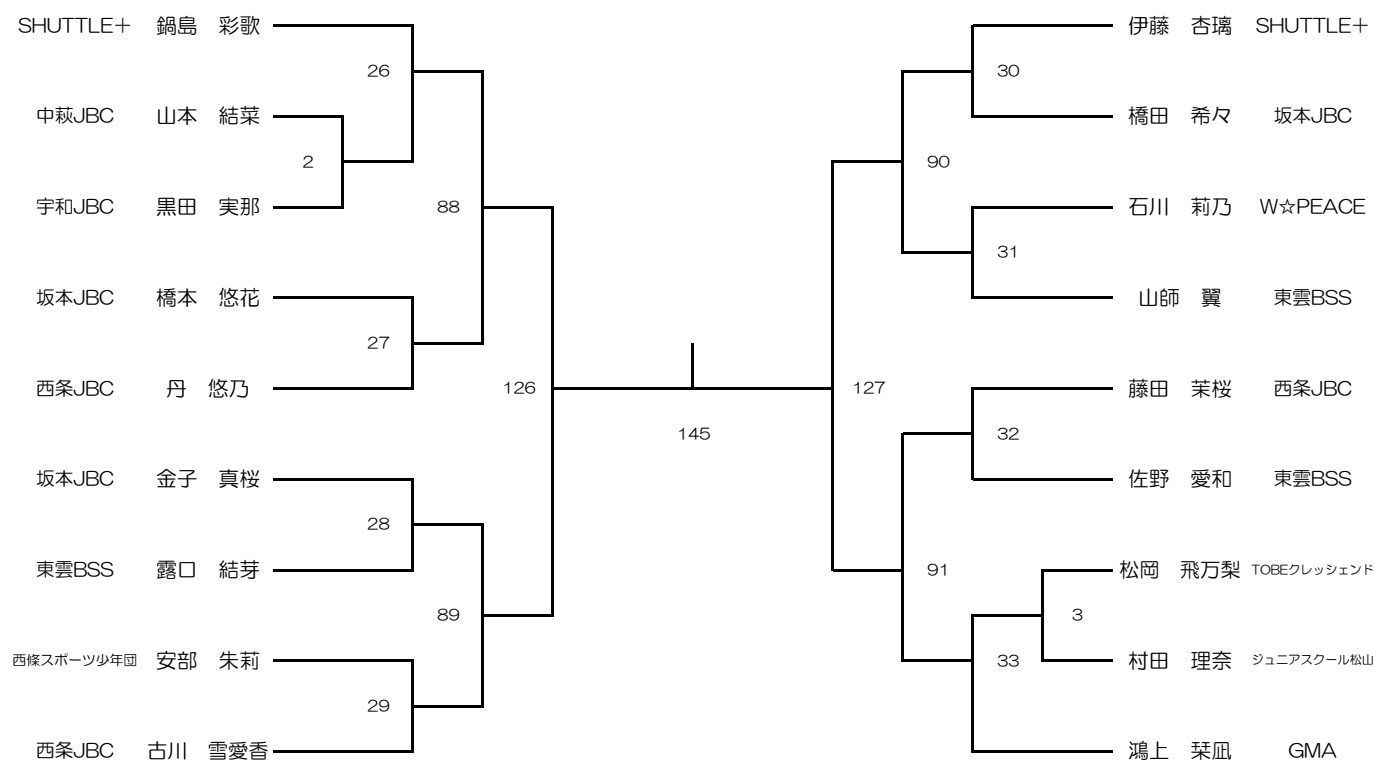 SHUTTLE＋ 鍋島　彩歌
26
中萩JBC 山本　結菜
2
宇和JBC 黒田　実那
88
坂本JBC 橋本　悠花
27
西条JBC 丹　悠乃
126
坂本JBC 金子　真桜
28
東雲BSS 露口　結芽
89
西條スポーツ少年団 安部　朱莉
29
西条JBC 古川　雪愛香
145
伊藤　杏璃 SHUTTLE＋
30
橋田　希々 坂本JBC
90
石川　莉乃 W☆PEACE
31
山師　翼 東雲BSS
127
藤田　茉桜 西条JBC
32
佐野　愛和 東雲BSS
91
松岡　飛万梨 TOBEクレッシェンド
3
村田　理奈 ジュニアスクール松山
33
鴻上　栞凪 GMA